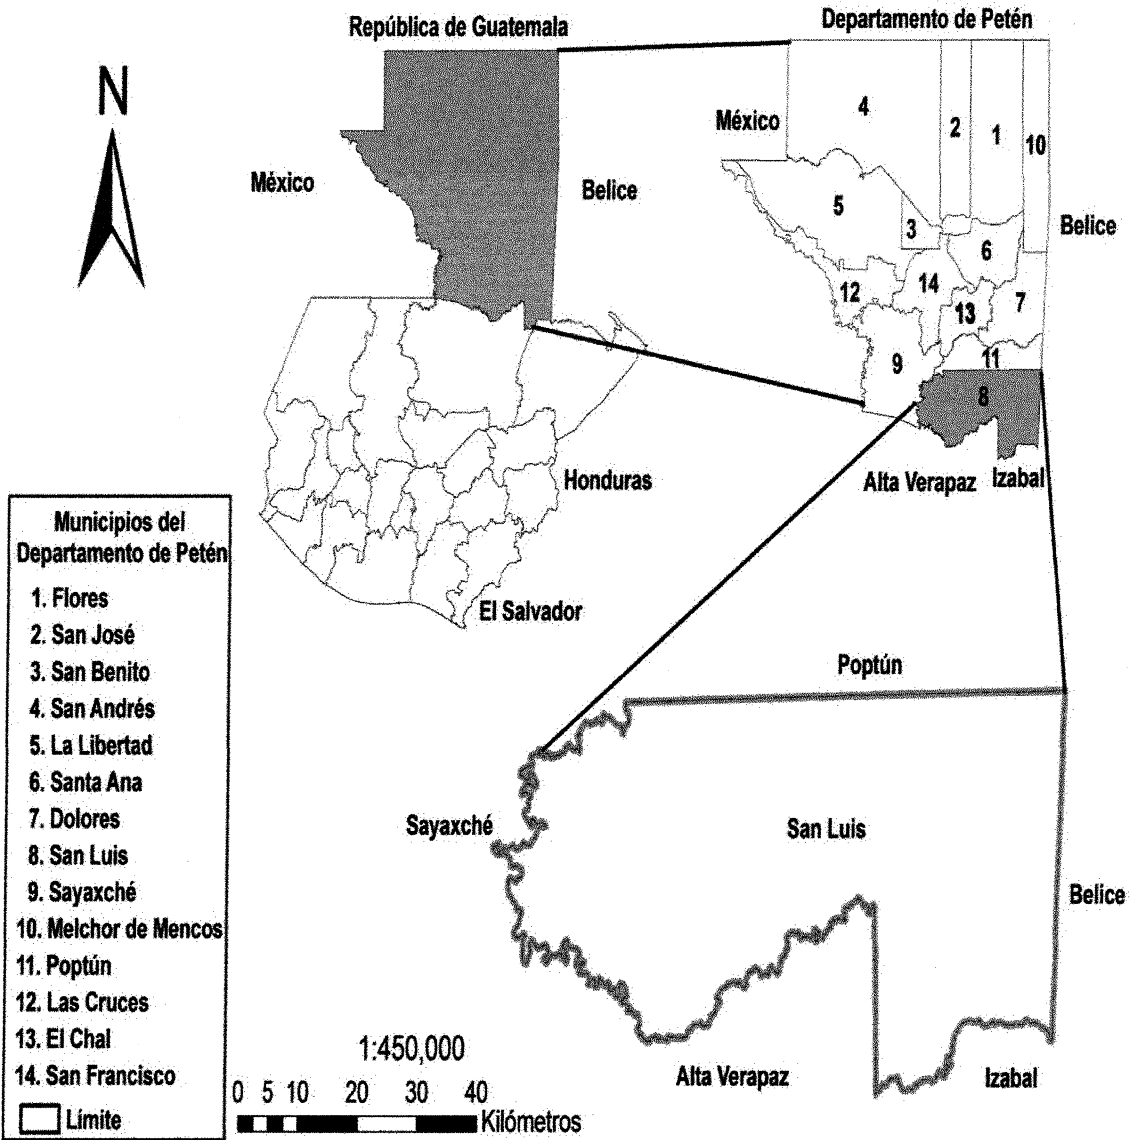 República de Guatemala
Departamento de Petén
N
México
Belice
Honduras
El Salvador
México
4
2
1
10
5
3
Belice
6
14
12
7
13
9
11
8
Alta Verapaz
Izabal
Municipios del
Departamento de Petén
1. Flores
2. San José
3. San Benito
4. San Andrés
5. La Libertad
6. Santa Ana
7. Dolores
8. San Luis
9. Sayaxché
10. Melchor de Mencos
11. Poptún
12. Las Cruces
13. El Chal
14. San Francisco
Límite
Poptún
Sayaxché
San Luis
Belice
Alta Verapaz
Izabal
1:450,000
0 5 10 20 30 40
Kilómetros